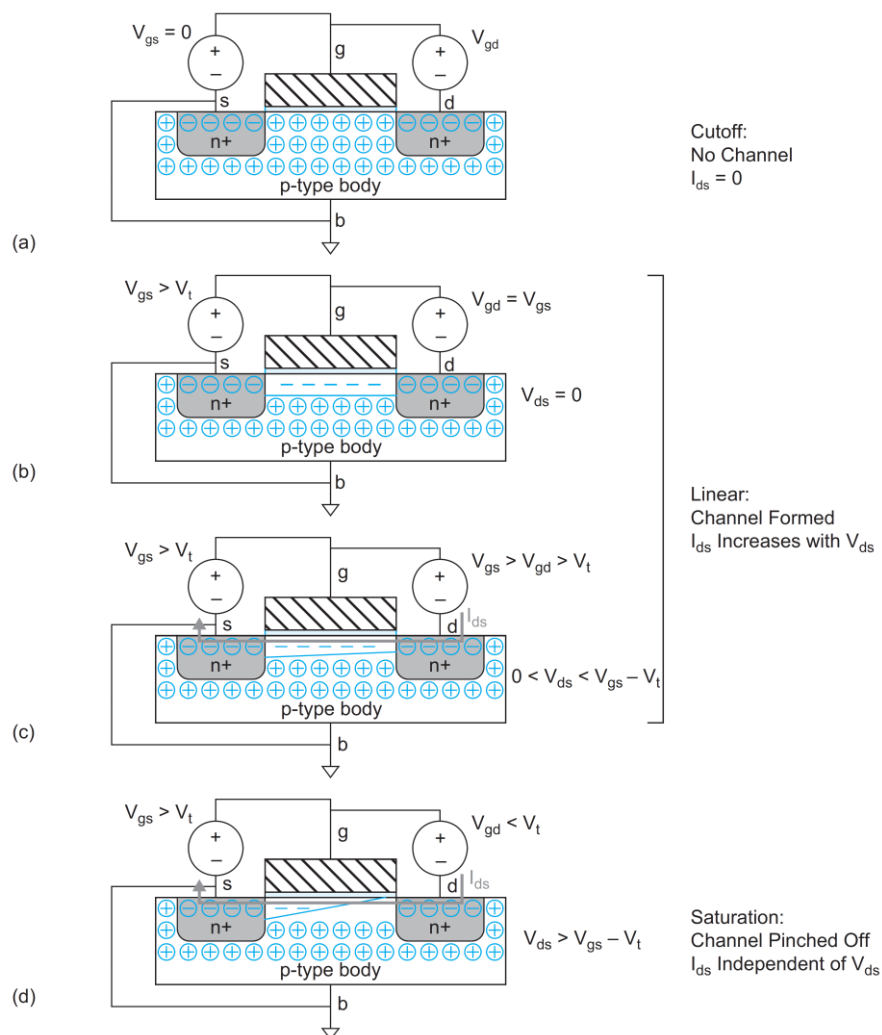 V_gs = 0
V_gd
g
+
+
–
–
s
d
n+
n+
p-type body
b
Cutoff:
No Channel
I_ds = 0
(a)
V_gs > V_t
V_gd = V_gs
g
+
+
–
–
s
d
n+
n+
V_ds = 0
p-type body
b
(b)
Linear:
Channel Formed
I_ds Increases with V_ds
V_gs > V_t
V_gs > V_gd > V_t
g
+
+
–
–
s
d
I_ds
n+
n+
0 < V_ds < V_gs – V_t
p-type body
b
(c)
V_gs > V_t
V_gd < V_t
g
+
+
–
–
s
d
I_ds
n+
n+
V_ds > V_gs – V_t
p-type body
b
Saturation:
Channel Pinched Off
I_ds Independent of V_ds
(d)